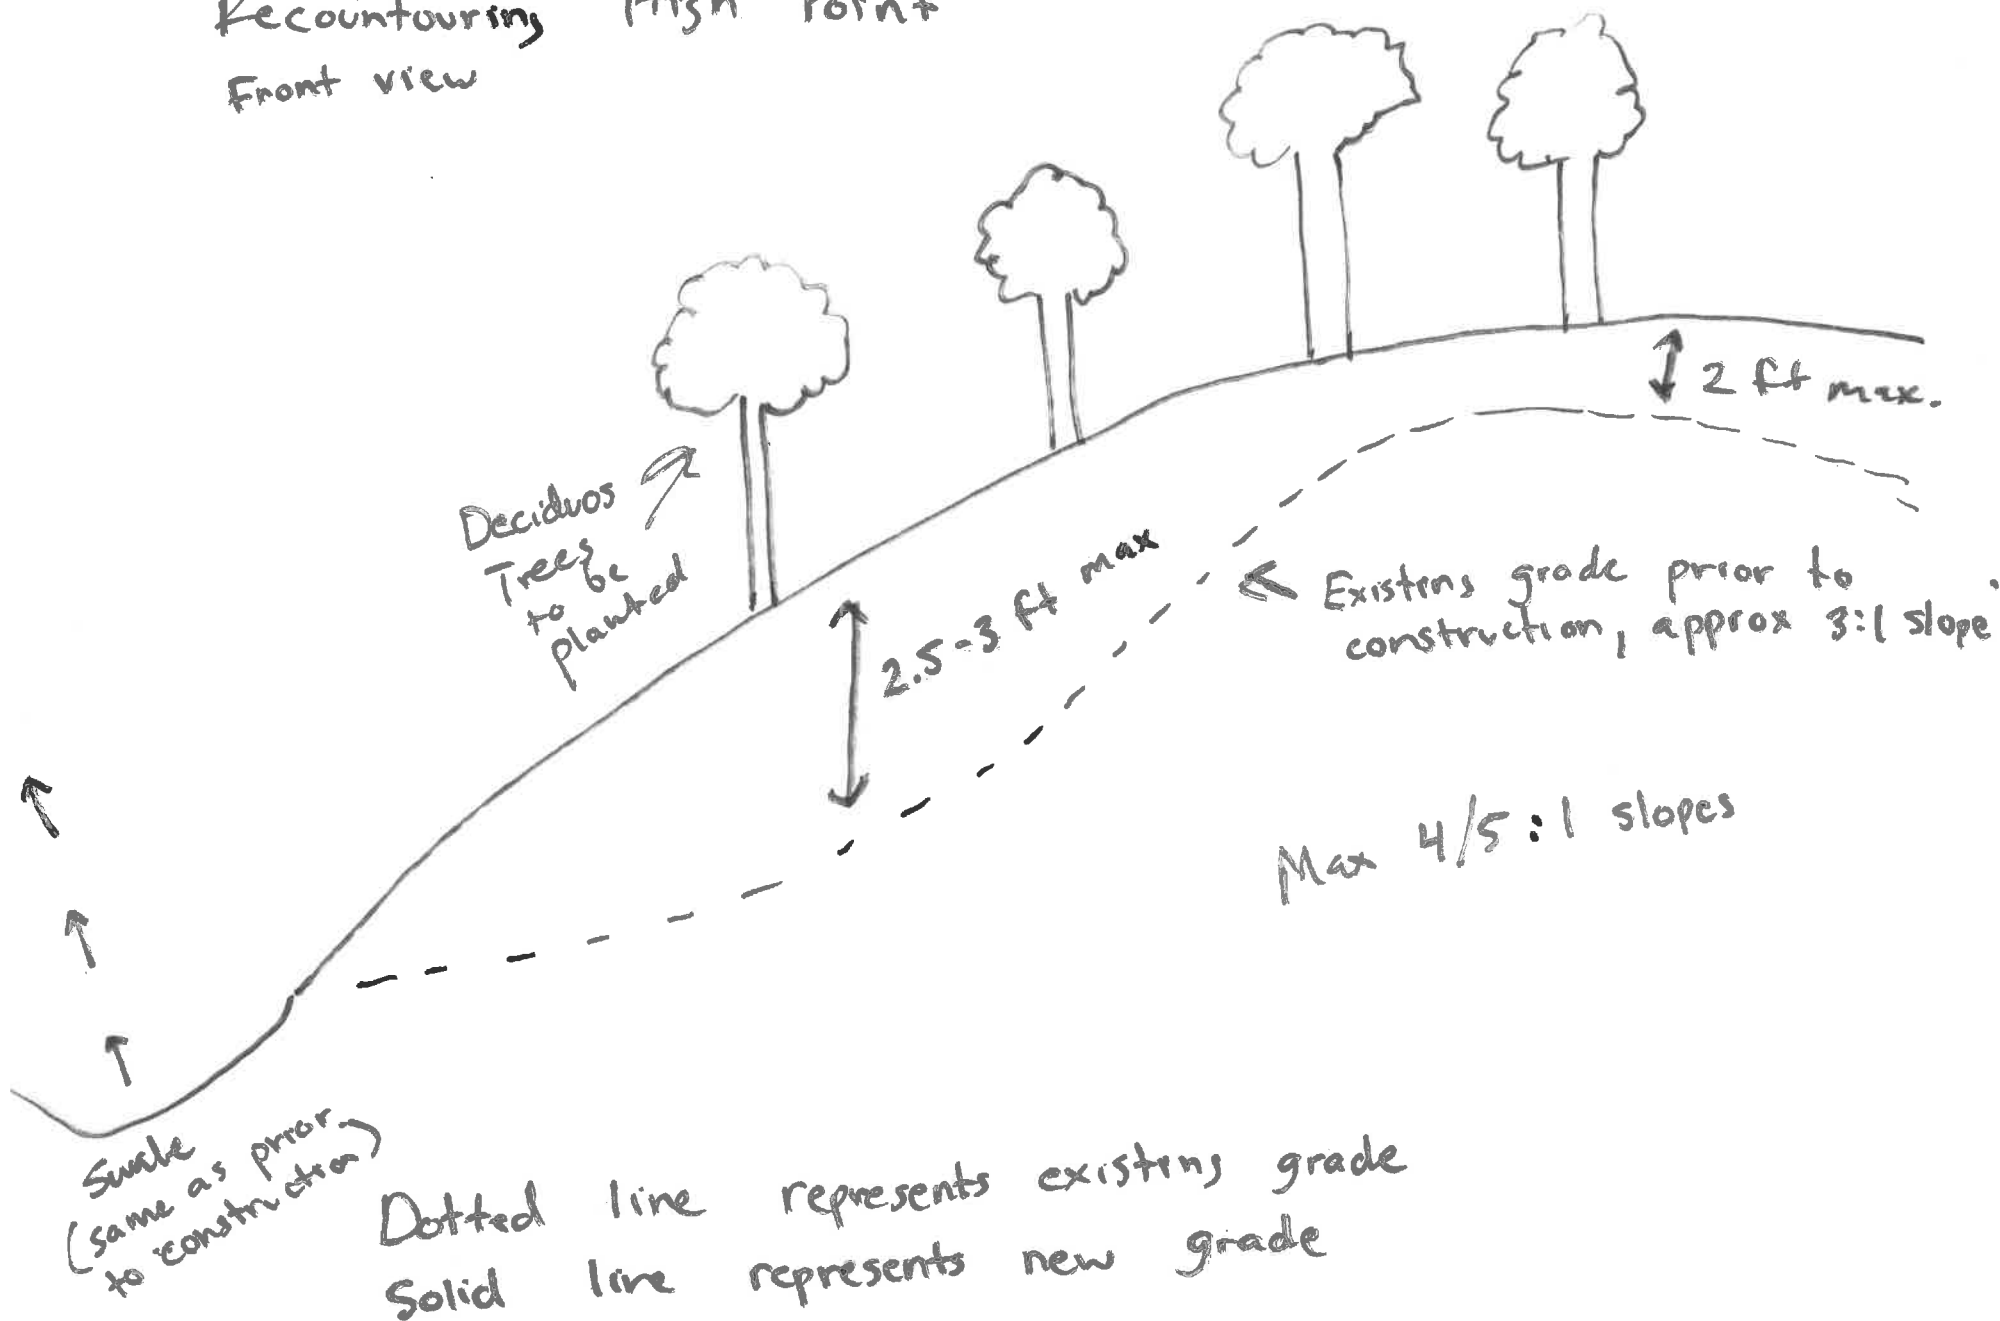 Recountouring High Point
Front view
2 ft max.
Deciduos
Trees
to be
planted
2.5-3 ft max
Existing grade prior to
construction, approx 3:1 slope
Max 4/5:1 slopes
Swale
(same as prior
to construction)
Dotted line represents existing grade
Solid line represents new grade